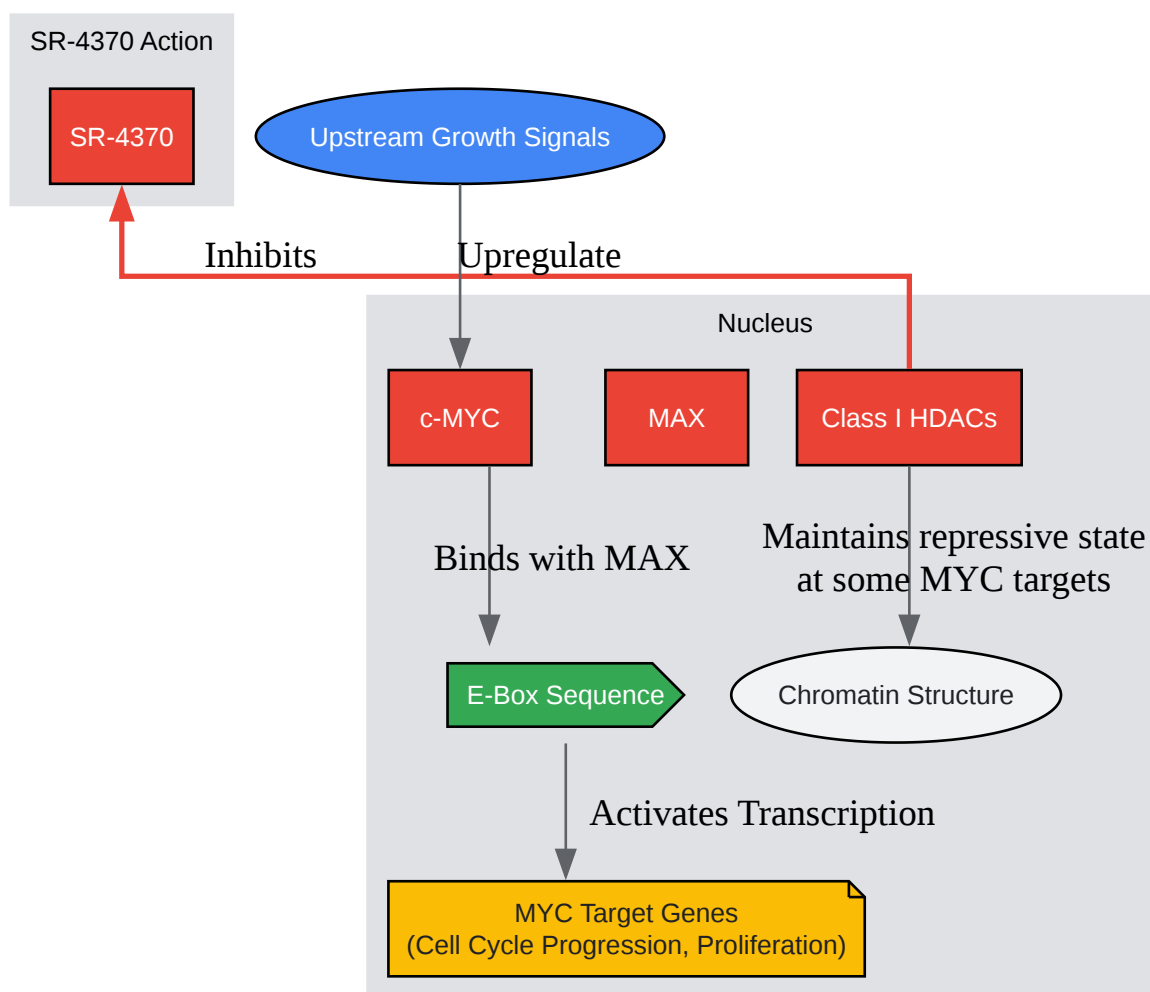 SR-4370 Action
SR-4370
Upstream Growth Signals
Inhibits
Upregulate
Nucleus
c-MYC
MAX
Class I HDACs
Binds with MAX
Maintains repressive state
at some MYC targets
E-Box Sequence
Chromatin Structure
Activates Transcription
MYC Target Genes
(Cell Cycle Progression, Proliferation)